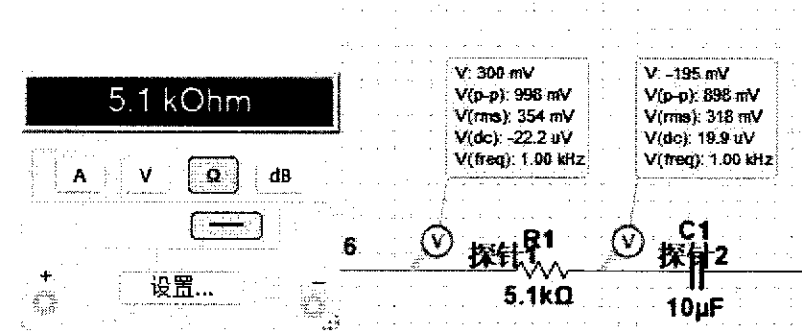 5.1 kOhm
A V Ω dB
+
设置...
V: 300 mV
V(p-p): 998 mV
V(rms): 354 mV
V(dc): -22.2 uV
V(freq): 1.00 kHz
V: -195 mV
V(p-p): 898 mV
V(rms): 318 mV
V(dc): 19.9 uV
V(freq): 1.00 kHz
6
V
探针1
R1
5.1kΩ
V
探针2
C1
10μF